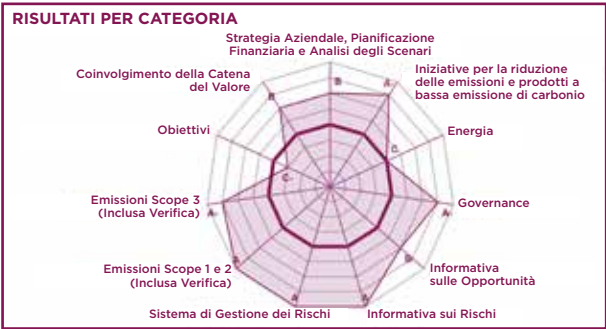 RISULTATI PER CATEGORIA
Strategia Aziendale, Pianificazione
Finanziaria e Analisi degli Scenari
Iniziative per la riduzione
delle emissioni e prodotti a
bassa emissione di carbonio
Energia
Governance
Informativa
sulle Opportunità
Informativa sui Rischi
Sistema di Gestione dei Rischi
Emissioni Scope 1 e 2
(Inclusa Verifica)
Emissioni Scope 3
(Inclusa Verifica)
Obiettivi
Coinvolgimento della Catena
del Valore
B
A-
A-
A
A
A-
C-
B